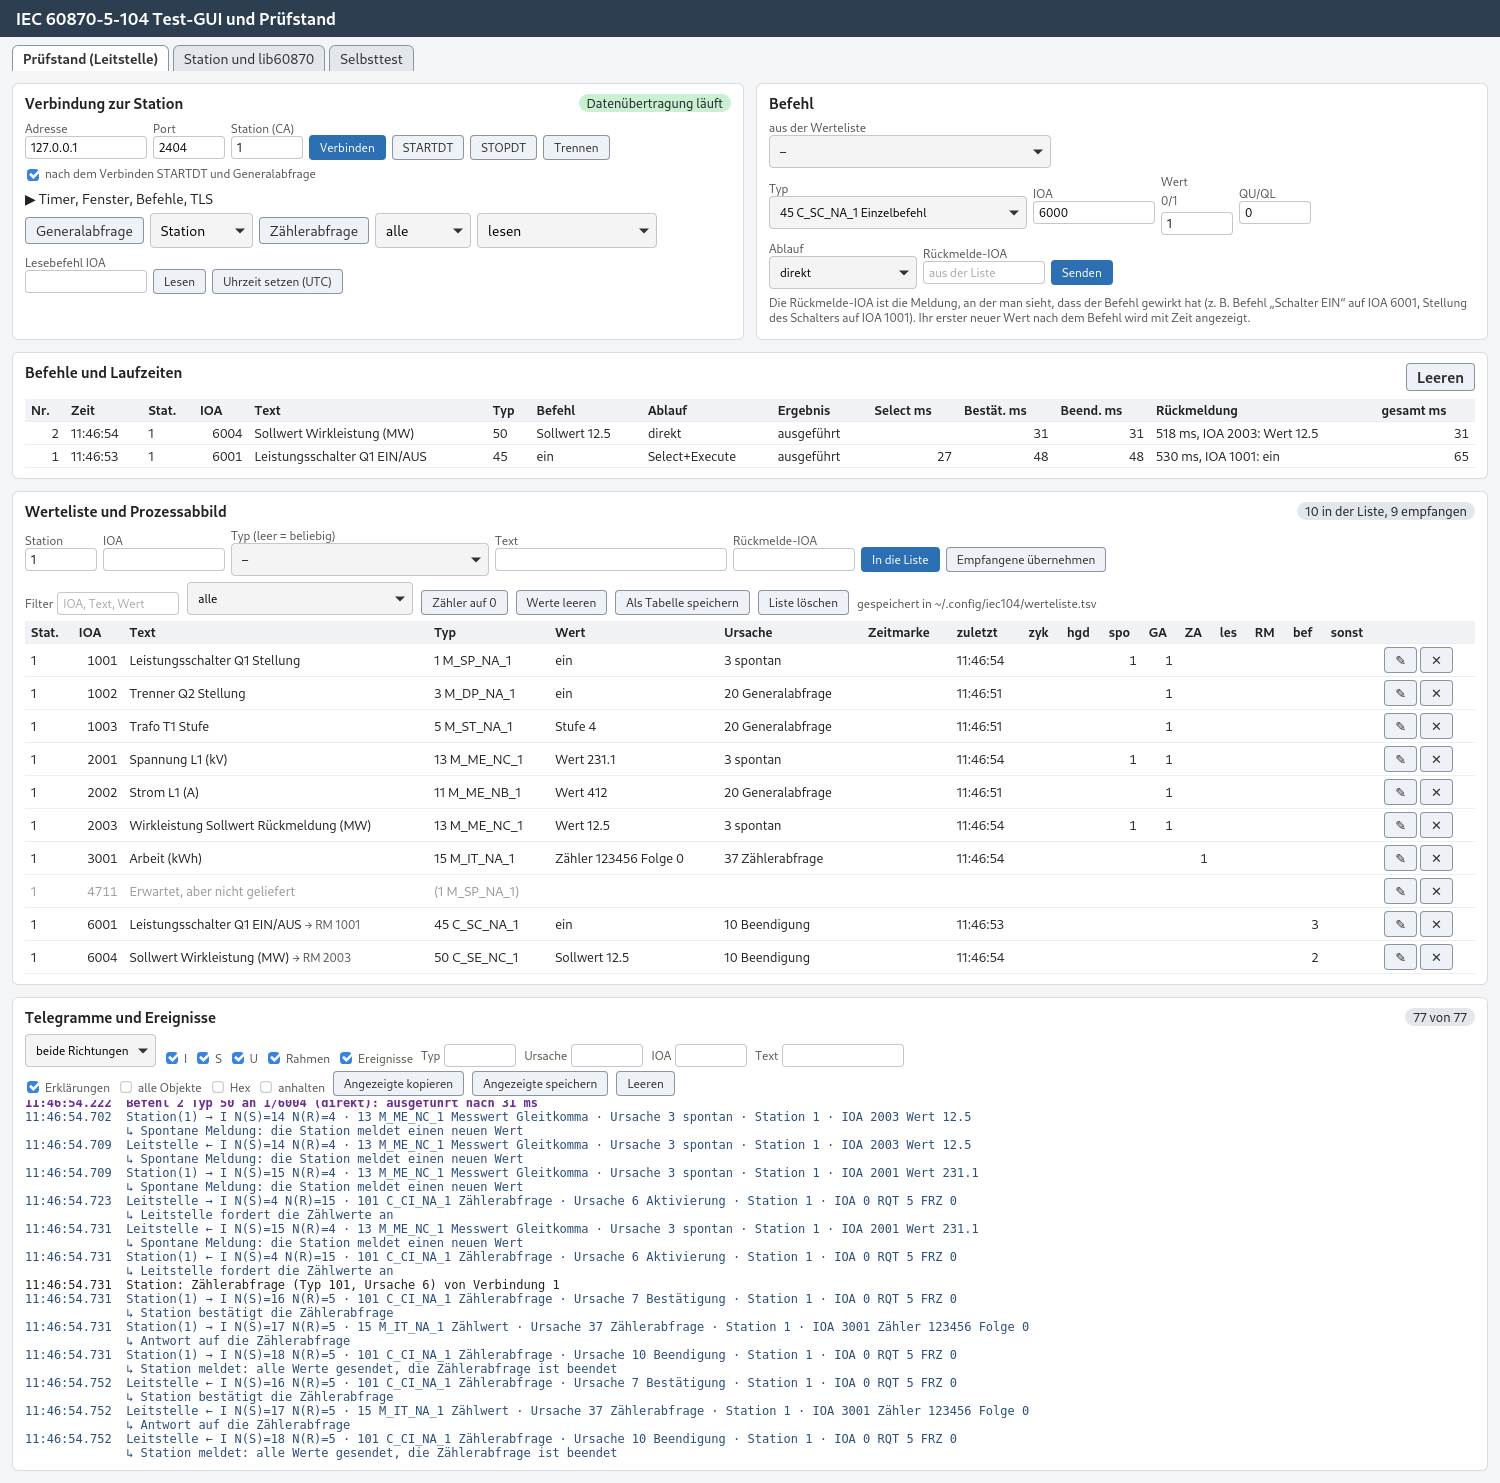 IEC 60870-5-104 Test-GUI und Prüfstand
Prüfstand (Leitstelle) Station und lib60870 Selbsttest
Verbindung zur Station Datenübertragung läuft
Adresse Port Station (CA)
127.0.0.1 2404 1 Verbinden STARTDT STOPDT Trennen
nach dem Verbinden STARTDT und Generalabfrage
▶ Timer, Fenster, Befehle, TLS
Generalabfrage Station Zählerabfrage alle lesen
Lesebefehl IOA
Lesen Uhrzeit setzen (UTC)
Befehl
aus der Werteliste
–
Typ IOA Wert 0/1 QU/QL
45 C_SC_NA_1 Einzelbefehl 6000 1 0
Ablauf Rückmelde-IOA
direkt aus der Liste Senden
Die Rückmelde-IOA ist die Meldung, an der man sieht, dass der Befehl gewirkt hat (z. B. Befehl „Schalter EIN“ auf IOA 6001, Stellung
des Schalters auf IOA 1001). Ihr erster neuer Wert nach dem Befehl wird mit Zeit angezeigt.
Befehle und Laufzeiten Leeren
Nr. Zeit Stat. IOA Text Typ Befehl Ablauf Ergebnis Select ms Bestät. ms Beend. ms Rückmeldung gesamt ms
2 11:46:54 1 6004 Sollwert Wirkleistung (MW) 50 Sollwert 12.5 direkt ausgeführt 31 31 518 ms, IOA 2003: Wert 12.5 31
1 11:46:53 1 6001 Leistungsschalter Q1 EIN/AUS 45 ein Select+Execute ausgeführt 27 48 48 530 ms, IOA 1001: ein 65
Werteliste und Prozessabbild 10 in der Liste, 9 empfangen
Station IOA Typ (leer = beliebig) Text Rückmelde-IOA
1 – In die Liste Empfangene übernehmen
Filter IOA, Text, Wert alle Zähler auf 0 Werte leeren Als Tabelle speichern Liste löschen gespeichert in ~/.config/iec104/werteliste.tsv
Stat. IOA Text Typ Wert Ursache Zeitmarke zuletzt zyk hgd spo GA ZA les RM bef sonst
1 1001 Leistungsschalter Q1 Stellung 1 M_SP_NA_1 ein 3 spontan 11:46:54 1 1 ✎ ✕
1 1002 Trenner Q2 Stellung 3 M_DP_NA_1 ein 20 Generalabfrage 11:46:51 1 ✎ ✕
1 1003 Trafo T1 Stufe 5 M_ST_NA_1 Stufe 4 20 Generalabfrage 11:46:51 1 ✎ ✕
1 2001 Spannung L1 (kV) 13 M_ME_NC_1 Wert 231.1 3 spontan 11:46:54 1 1 ✎ ✕
1 2002 Strom L1 (A) 11 M_ME_NB_1 Wert 412 20 Generalabfrage 11:46:51 1 ✎ ✕
1 2003 Wirkleistung Sollwert Rückmeldung (MW) 13 M_ME_NC_1 Wert 12.5 3 spontan 11:46:54 1 1 ✎ ✕
1 3001 Arbeit (kWh) 15 M_IT_NA_1 Zähler 123456 Folge 0 37 Zählerabfrage 11:46:54 1 ✎ ✕
1 4711 Erwartet, aber nicht geliefert (1 M_SP_NA_1) ✎ ✕
1 6001 Leistungsschalter Q1 EIN/AUS → RM 1001 45 C_SC_NA_1 ein 10 Beendigung 11:46:53 3 ✎ ✕
1 6004 Sollwert Wirkleistung (MW) → RM 2003 50 C_SE_NC_1 Sollwert 12.5 10 Beendigung 11:46:54 2 ✎ ✕
Telegramme und Ereignisse 77 von 77
beide Richtungen I S U Rahmen Ereignisse Typ Ursache IOA Text
Erklärungen alle Objekte Hex anhalten Angezeigte kopieren Angezeigte speichern Leeren
11:46:54.222 Befehl 2 Typ 50 an 1/6004 (direkt): ausgeführt nach 31 ms
11:46:54.702 Station(1) → I N(S)=14 N(R)=4 · 13 M_ME_NC_1 Messwert Gleitkomma · Ursache 3 spontan · Station 1 · IOA 2003 Wert 12.5
↳ Spontane Meldung: die Station meldet einen neuen Wert
11:46:54.709 Leitstelle ← I N(S)=14 N(R)=4 · 13 M_ME_NC_1 Messwert Gleitkomma · Ursache 3 spontan · Station 1 · IOA 2003 Wert 12.5
↳ Spontane Meldung: die Station meldet einen neuen Wert
11:46:54.709 Station(1) → I N(S)=15 N(R)=4 · 13 M_ME_NC_1 Messwert Gleitkomma · Ursache 3 spontan · Station 1 · IOA 2001 Wert 231.1
↳ Spontane Meldung: die Station meldet einen neuen Wert
11:46:54.723 Leitstelle → I N(S)=4 N(R)=15 · 101 C_CI_NA_1 Zählerabfrage · Ursache 6 Aktivierung · Station 1 · IOA 0 RQT 5 FRZ 0
↳ Leitstelle fordert die Zählwerte an
11:46:54.731 Leitstelle ← I N(S)=15 N(R)=4 · 13 M_ME_NC_1 Messwert Gleitkomma · Ursache 3 spontan · Station 1 · IOA 2001 Wert 231.1
↳ Spontane Meldung: die Station meldet einen neuen Wert
11:46:54.731 Station(1) ← I N(S)=4 N(R)=15 · 101 C_CI_NA_1 Zählerabfrage · Ursache 6 Aktivierung · Station 1 · IOA 0 RQT 5 FRZ 0
↳ Leitstelle fordert die Zählwerte an
11:46:54.731 Station: Zählerabfrage (Typ 101, Ursache 6) von Verbindung 1
11:46:54.731 Station(1) → I N(S)=16 N(R)=5 · 101 C_CI_NA_1 Zählerabfrage · Ursache 7 Bestätigung · Station 1 · IOA 0 RQT 5 FRZ 0
↳ Station bestätigt die Zählerabfrage
11:46:54.731 Station(1) → I N(S)=17 N(R)=5 · 15 M_IT_NA_1 Zählwert · Ursache 37 Zählerabfrage · Station 1 · IOA 3001 Zähler 123456 Folge 0
↳ Antwort auf die Zählerabfrage
11:46:54.731 Station(1) → I N(S)=18 N(R)=5 · 101 C_CI_NA_1 Zählerabfrage · Ursache 10 Beendigung · Station 1 · IOA 0 RQT 5 FRZ 0
↳ Station meldet: alle Werte gesendet, die Zählerabfrage ist beendet
11:46:54.752 Leitstelle ← I N(S)=16 N(R)=5 · 101 C_CI_NA_1 Zählerabfrage · Ursache 7 Bestätigung · Station 1 · IOA 0 RQT 5 FRZ 0
↳ Station bestätigt die Zählerabfrage
11:46:54.752 Leitstelle ← I N(S)=17 N(R)=5 · 15 M_IT_NA_1 Zählwert · Ursache 37 Zählerabfrage · Station 1 · IOA 3001 Zähler 123456 Folge 0
↳ Antwort auf die Zählerabfrage
11:46:54.752 Leitstelle ← I N(S)=18 N(R)=5 · 101 C_CI_NA_1 Zählerabfrage · Ursache 10 Beendigung · Station 1 · IOA 0 RQT 5 FRZ 0
↳ Station meldet: alle Werte gesendet, die Zählerabfrage ist beendet